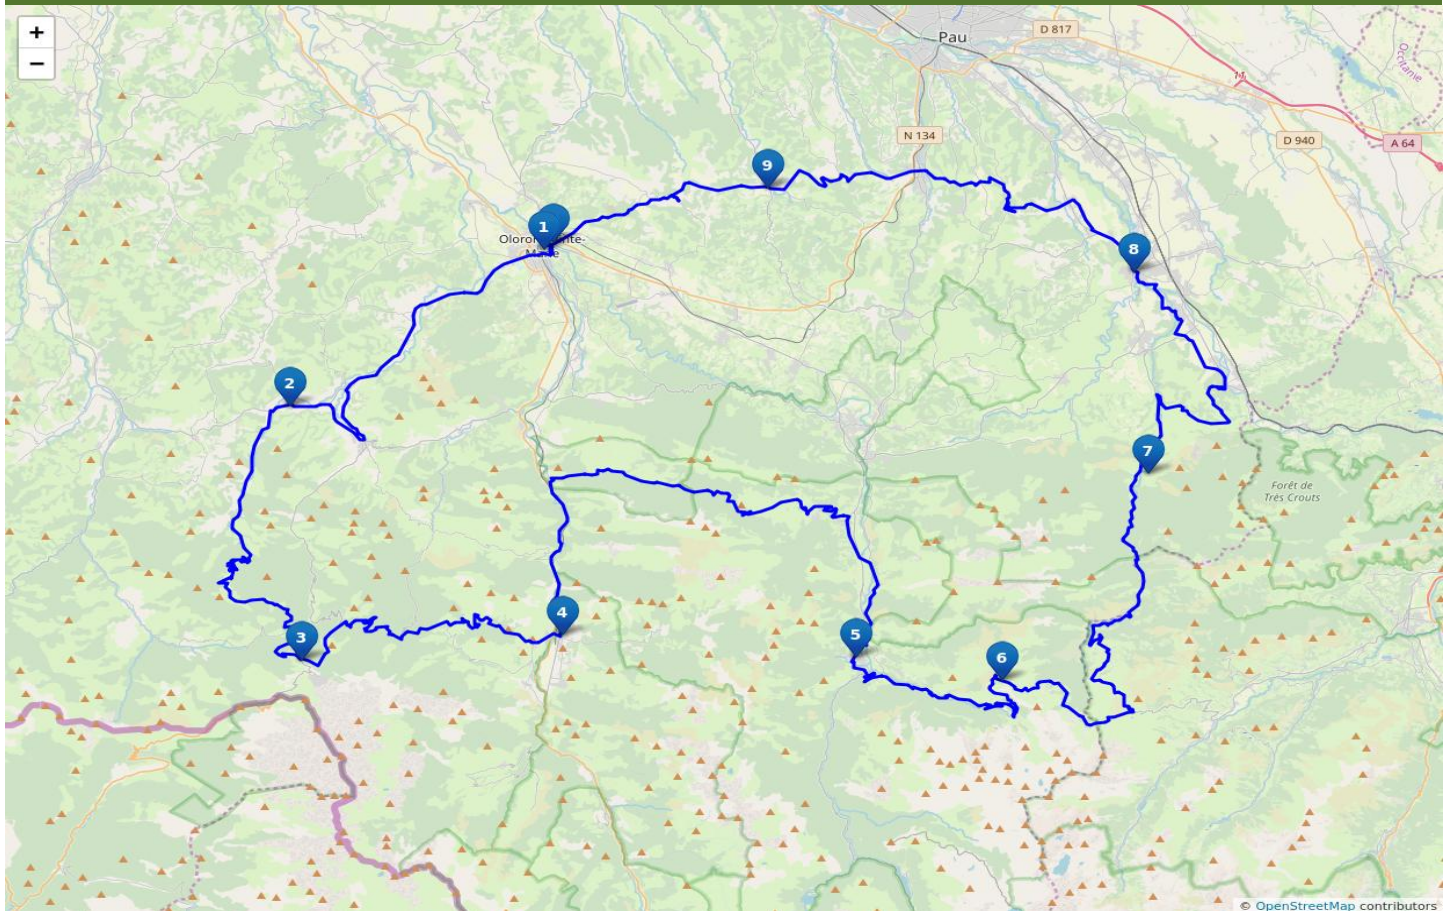 +
−
Pau
D 817
Occitanie
N 134
D 940
A 64
9
1
Oloron-Sainte-
Marie
8
2
7
Forêt de
Très Crouts
4
3
5
6
© OpenStreetMap contributors